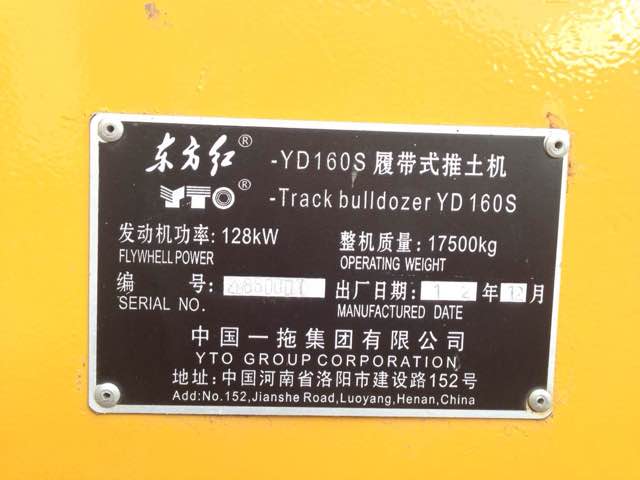 东方红® -YD160S 履带式推土机
YTO® -Track bulldozer YD 160S
发动机功率: 128kW 整机质量: 17500kg
FLYWHELL POWER OPERATING WEIGHT
编 号: 出厂日期: 1 2 年 月
SERIAL NO. MANUFACTURED DATE
中国一拖集团有限公司
YTO GROUP CORPORATION
地址: 中国河南省洛阳市建设路152号
Add:No.152,Jianshe Road,Luoyang,Henan,China